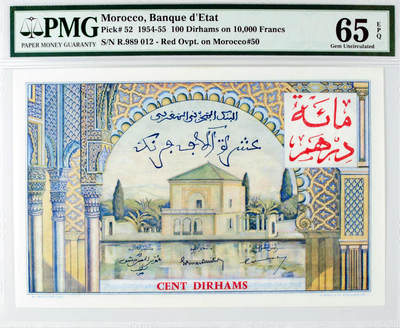 PMG
PAPER MONEY GUARANTY
Morocco, Banque d'Etat
Pick# 52 1954-55 100 Dirhams on 10,000 Francs
S/N R.989 012 - Red Ovpt. on Morocco#50
65 EPQ
Gem Uncirculated
البنك المخزني المغربي
عشرة آلاف فرنك
مائة
درهم
CENT DIRHAMS